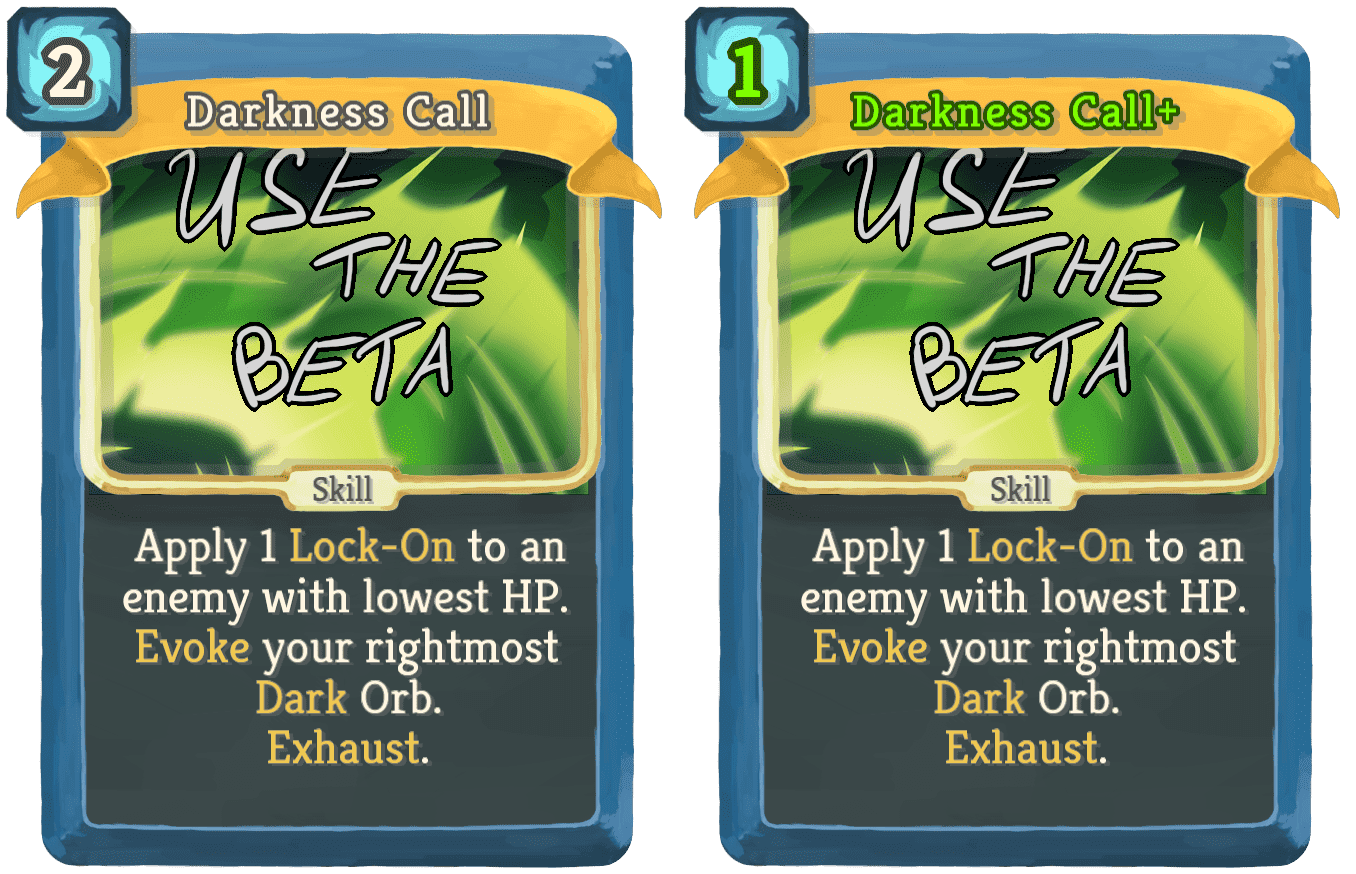 2
Darkness Call
USE
THE
BETA
Skill
Apply 1 Lock-On to an
enemy with lowest HP.
Evoke your rightmost
Dark Orb.
Exhaust.
1
Darkness Call+
USE
THE
BETA
Skill
Apply 1 Lock-On to an
enemy with lowest HP.
Evoke your rightmost
Dark Orb.
Exhaust.